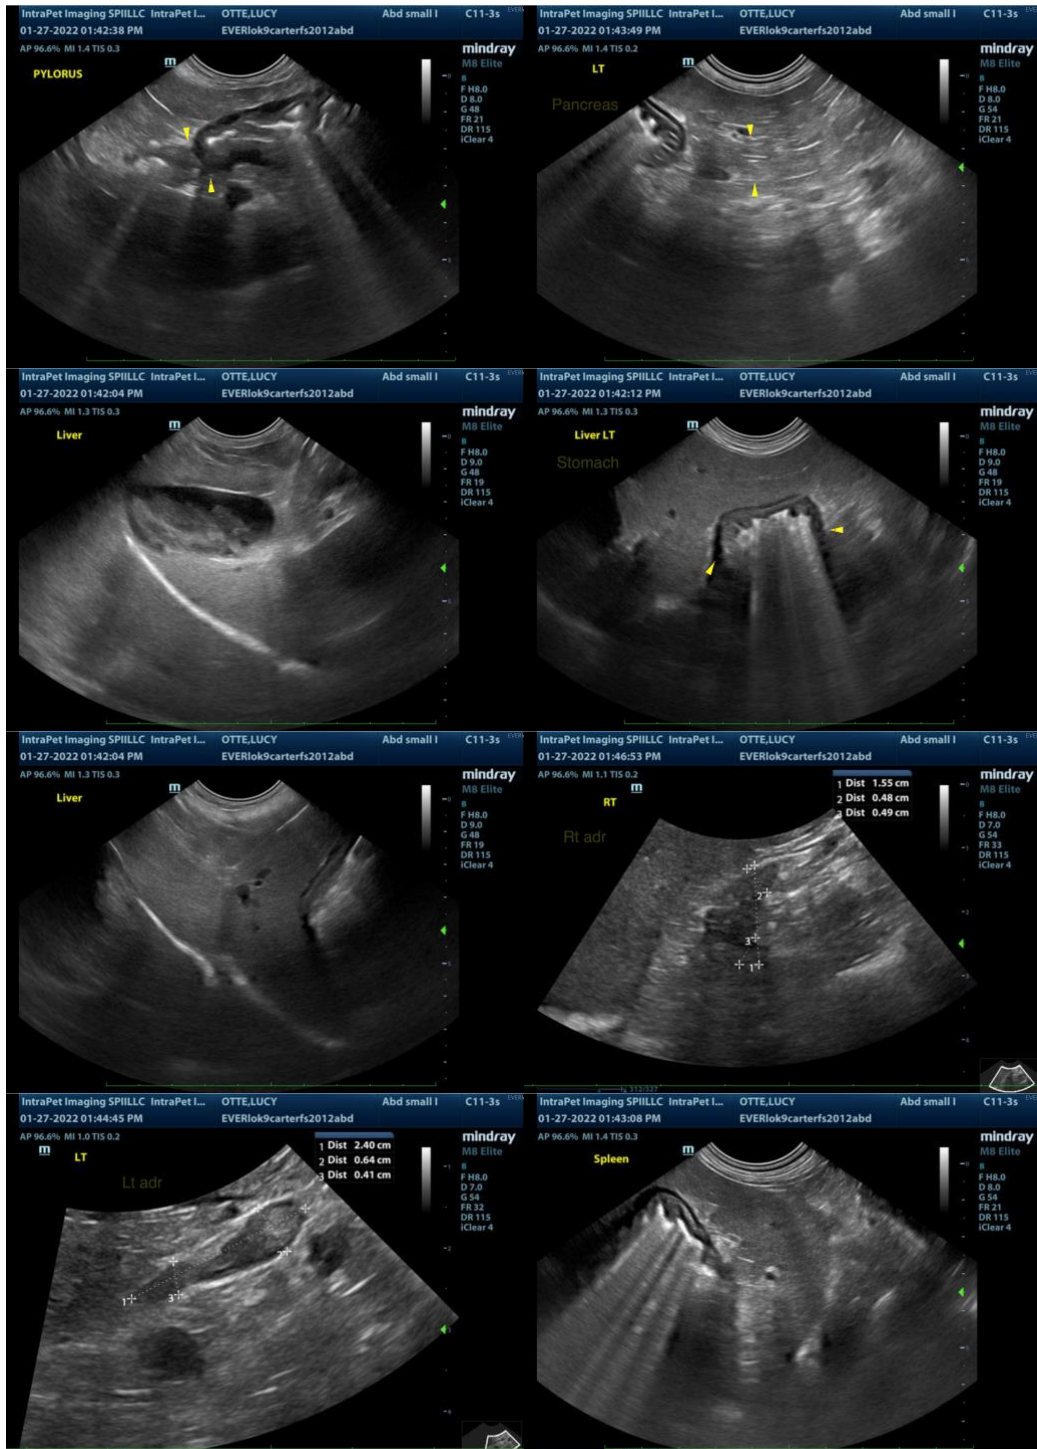 IntraPet Imaging SPIILLC IntraPet I... OTTE,LUCY Abd small I C11-3s
01-27-2022 01:42:38 PM EVERlok9carterfs2012abd
AP 96.6% MI 1.4 TIS 0.3
mindray
M8 Elite
PYLORUS
m
B
F H8.0
D 8.0
G 48
FR 21
DR 115
iClear 4
IntraPet Imaging SPIILLC IntraPet I... OTTE,LUCY Abd small I C11-3s
01-27-2022 01:43:49 PM EVERlok9carterfs2012abd
AP 96.6% MI 1.4 TIS 0.2
mindray
M8 Elite
LT
m
Pancreas
B
F H8.0
D 8.0
G 54
FR 21
DR 115
iClear 4
IntraPet Imaging SPIILLC IntraPet I... OTTE,LUCY Abd small I C11-3s
01-27-2022 01:42:04 PM EVERlok9carterfs2012abd
AP 96.6% MI 1.3 TIS 0.3
mindray
M8 Elite
Liver
m
B
F H8.0
D 9.0
G 48
FR 19
DR 115
iClear 4
IntraPet Imaging SPIILLC IntraPet I... OTTE,LUCY Abd small I C11-3s
01-27-2022 01:42:12 PM EVERlok9carterfs2012abd
AP 96.6% MI 1.3 TIS 0.3
mindray
M8 Elite
Liver LT
m
Stomach
B
F H8.0
D 9.0
G 48
FR 19
DR 115
iClear 4
IntraPet Imaging SPIILLC IntraPet I... OTTE,LUCY Abd small I C11-3s
01-27-2022 01:42:04 PM EVERlok9carterfs2012abd
AP 96.6% MI 1.3 TIS 0.3
mindray
M8 Elite
Liver
m
B
F H8.0
D 9.0
G 48
FR 19
DR 115
iClear 4
IntraPet Imaging SPIILLC IntraPet I... OTTE,LUCY Abd small I C11-3s
01-27-2022 01:46:53 PM EVERlok9carterfs2012abd
AP 96.6% MI 1.1 TIS 0.2
mindray
M8 Elite
m
1 Dist 1.55 cm
2 Dist 0.48 cm
3 Dist 0.49 cm
RT
Rt adr
B
F H8.0
D 7.0
G 54
FR 33
DR 115
iClear 4
2
3
1
312/327
IntraPet Imaging SPIILLC IntraPet I... OTTE,LUCY Abd small I C11-3s
01-27-2022 01:44:45 PM EVERlok9carterfs2012abd
AP 96.6% MI 1.0 TIS 0.2
mindray
M8 Elite
m
LT
1 Dist 2.40 cm
2 Dist 0.64 cm
3 Dist 0.41 cm
Lt adr
B
F H8.0
D 7.0
G 54
FR 32
DR 115
iClear 4
2
1
3
IntraPet Imaging SPIILLC IntraPet I... OTTE,LUCY Abd small I C11-3s
01-27-2022 01:43:08 PM EVERlok9carterfs2012abd
AP 96.6% MI 1.4 TIS 0.3
mindray
M8 Elite
Spleen
m
B
F H8.0
D 8.0
G 54
FR 21
DR 115
iClear 4